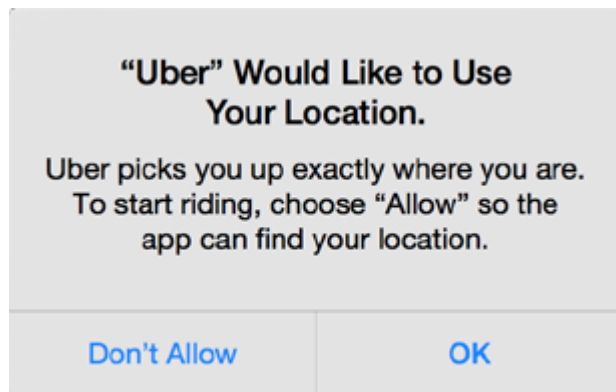 “Uber” Would Like to Use
Your Location.
Uber picks you up exactly where you are.
To start riding, choose “Allow” so the
app can find your location.
Don’t Allow
OK